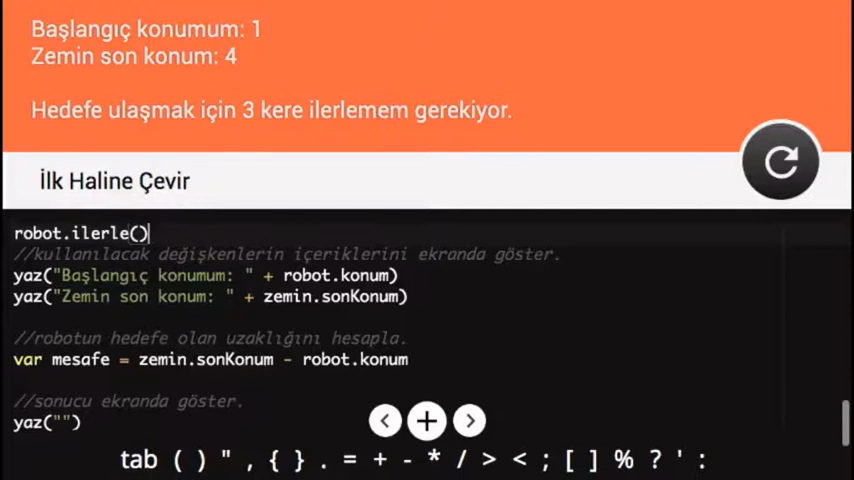 Başlangıç konumum: 1
Zemin son konum: 4
Hedefe ulaşmak için 3 kere ilerlemem gerekiyor.
İlk Haline Çevir
robot.ilerle()
//kullanılacak değişkenlerin içeriklerini ekranda göster.
yaz("Başlangıç konumum: " + robot.konum)
yaz("Zemin son konum: " + zemin.sonKonum)
//robotun hedefe olan uzaklığını hesapla.
var mesafe = zemin.sonKonum - robot.konum
//sonucu ekranda göster.
yaz("")
tab ( ) " , { } . = + - * / > < ; [ ] % ? ' :